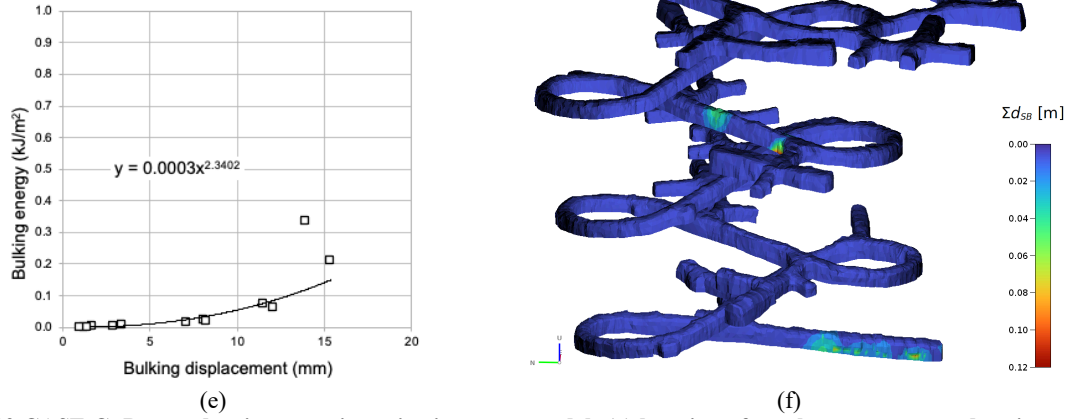 1.0
0.9
0.8
0.7
0.6
0.5
0.4
0.3
0.2
0.1
0.0
Bulking energy (kJ/m²)
y = 0.0003x^2.3402
0 5 10 15 20
Bulking displacement (mm)
(e)
Σd_SB [m]
0.00
0.02
0.04
0.06
0.08
0.10
0.12
U
N
(f)